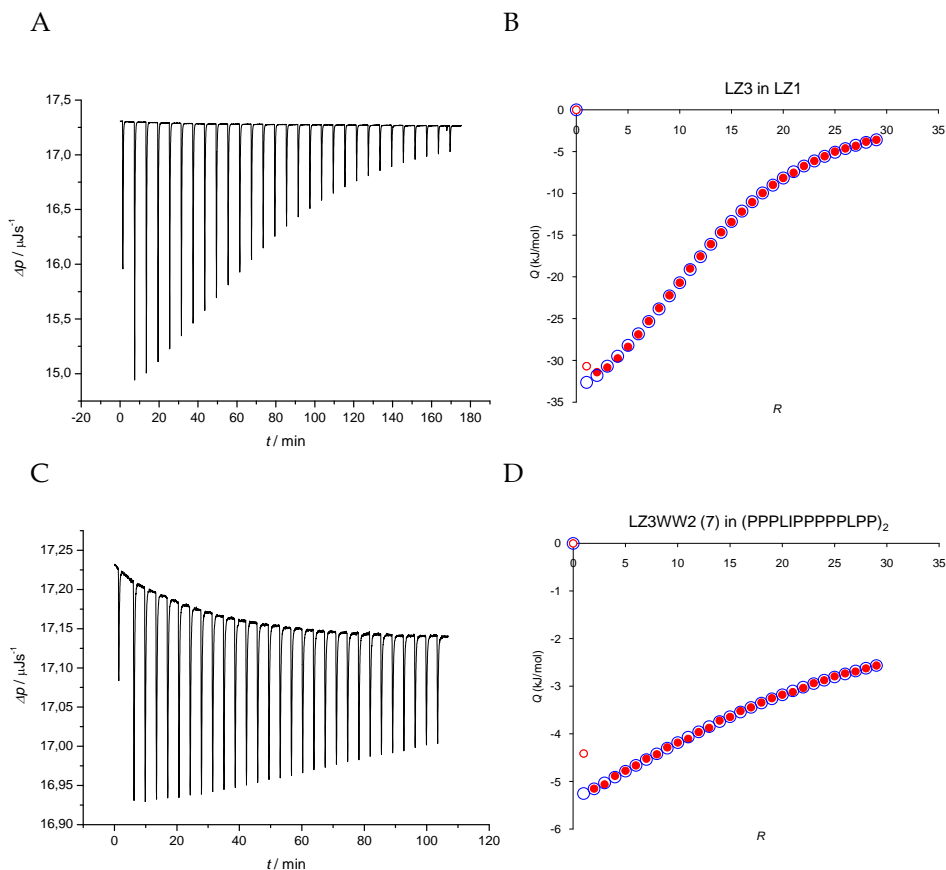 A
17,5
17,0
16,5
16,0
15,5
15,0
Δp / μJs-1
-20 0 20 40 60 80 100 120 140 160 180
t / min
B
LZ3 in LZ1
0 5 10 15 20 25 30 35
0
-5
-10
-15
-20
-25
-30
-35
Q (kJ/mol)
R
C
17,25
17,20
17,15
17,10
17,05
17,00
16,95
16,90
Δp / μJs-1
0 20 40 60 80 100 120
t / min
D
LZ3WW2 (7) in (PPPLIPPPPPLPP)2
0 5 10 15 20 25 30 35
0
-1
-2
-3
-4
-5
-6
Q (kJ/mol)
R